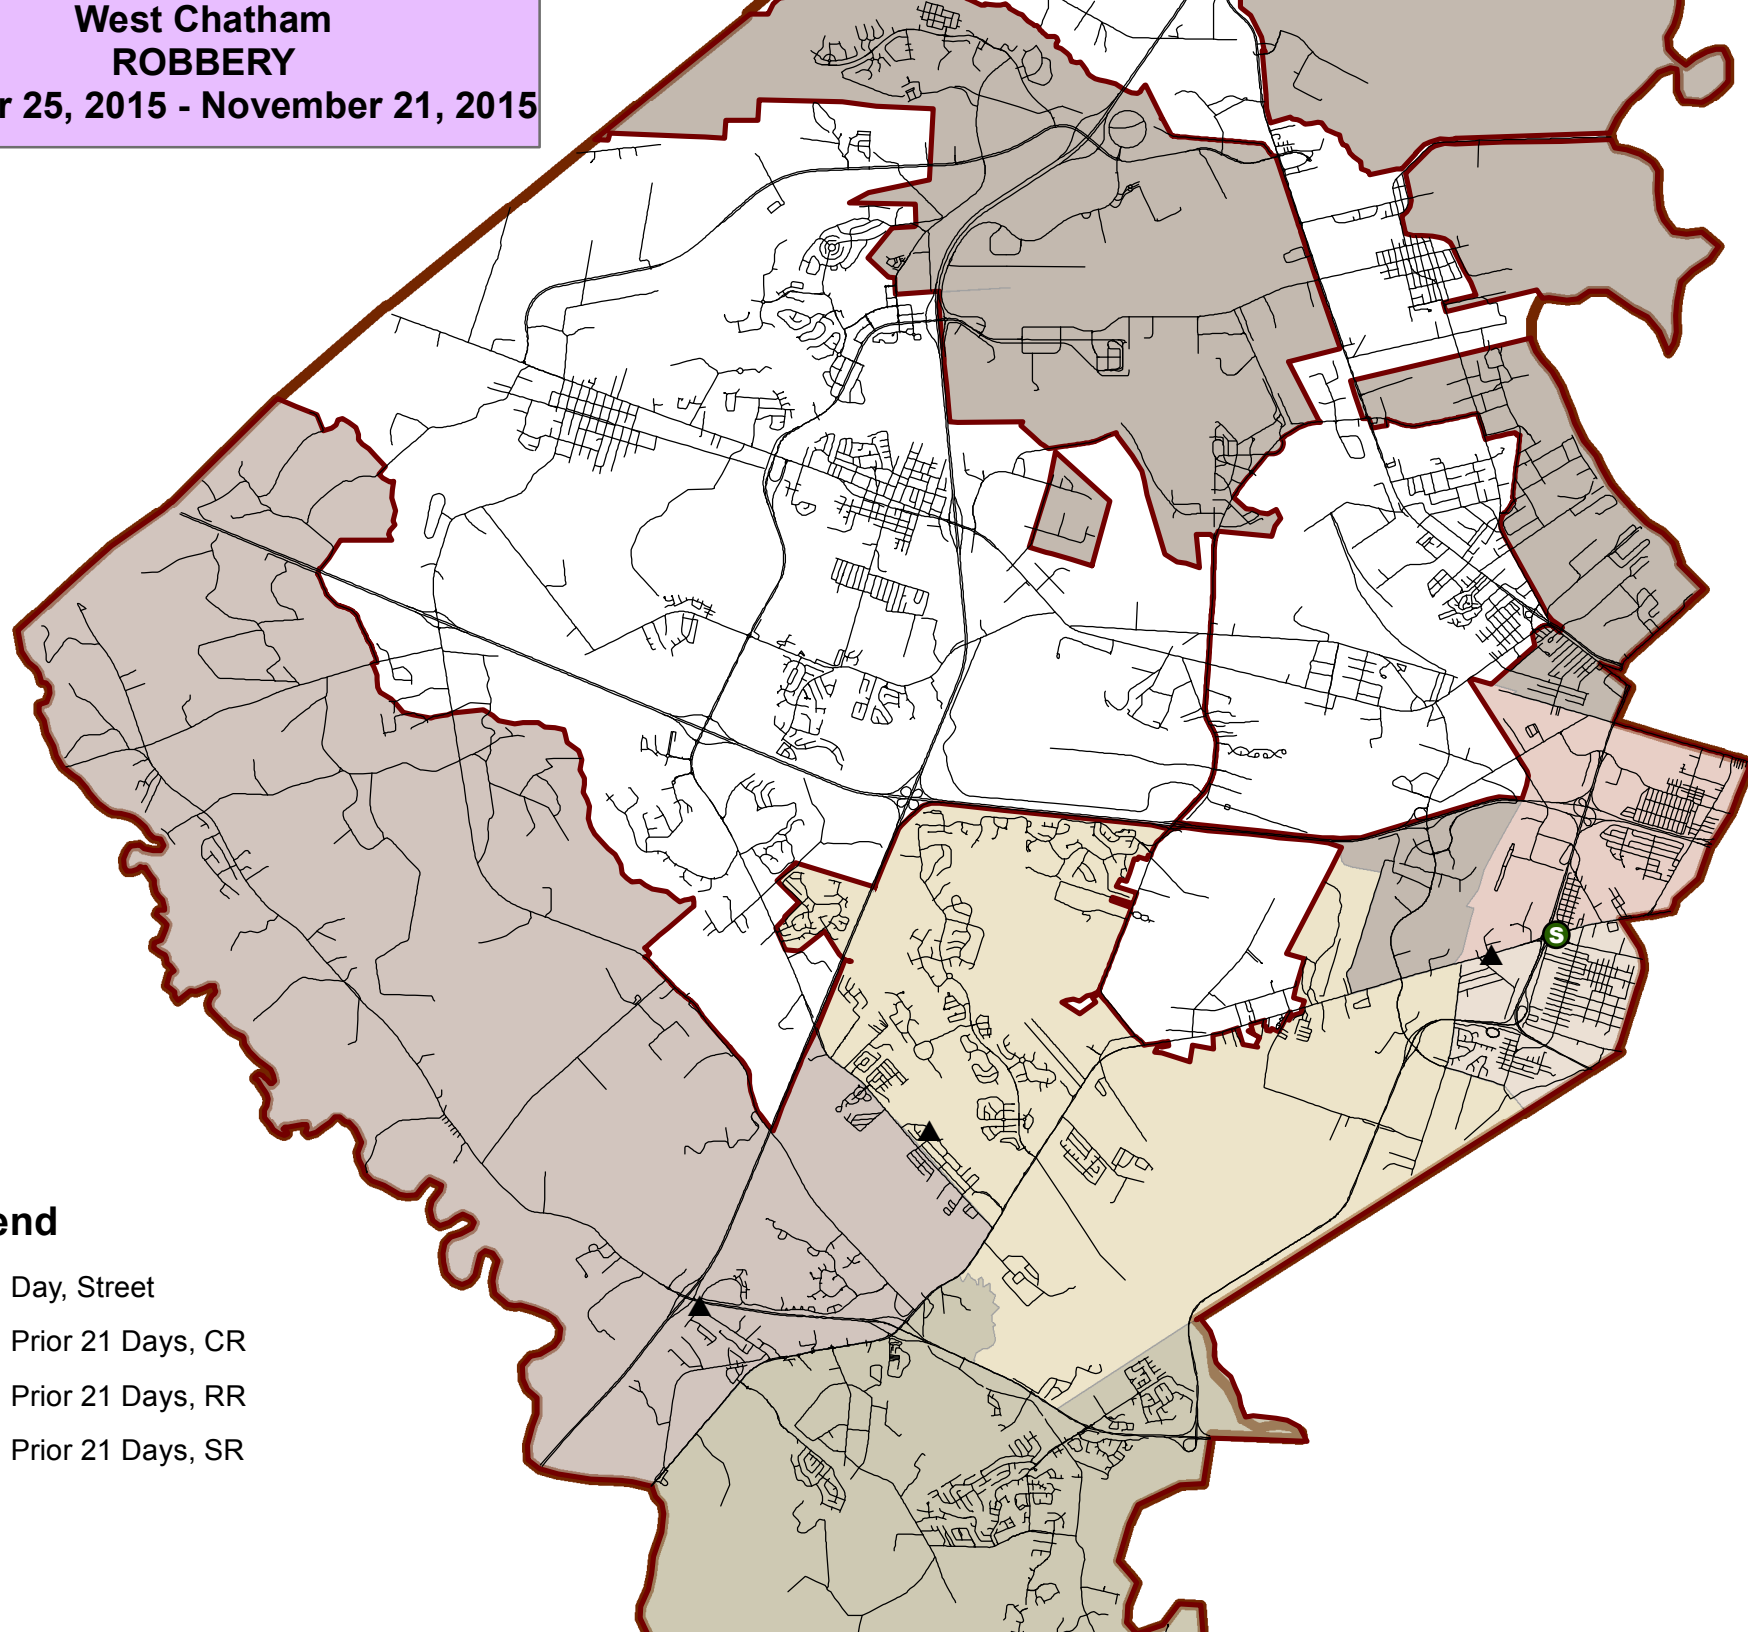 West Chatham
ROBBERY
r 25, 2015 - November 21, 2015
S
end
Day, Street
Prior 21 Days, CR
Prior 21 Days, RR
Prior 21 Days, SR